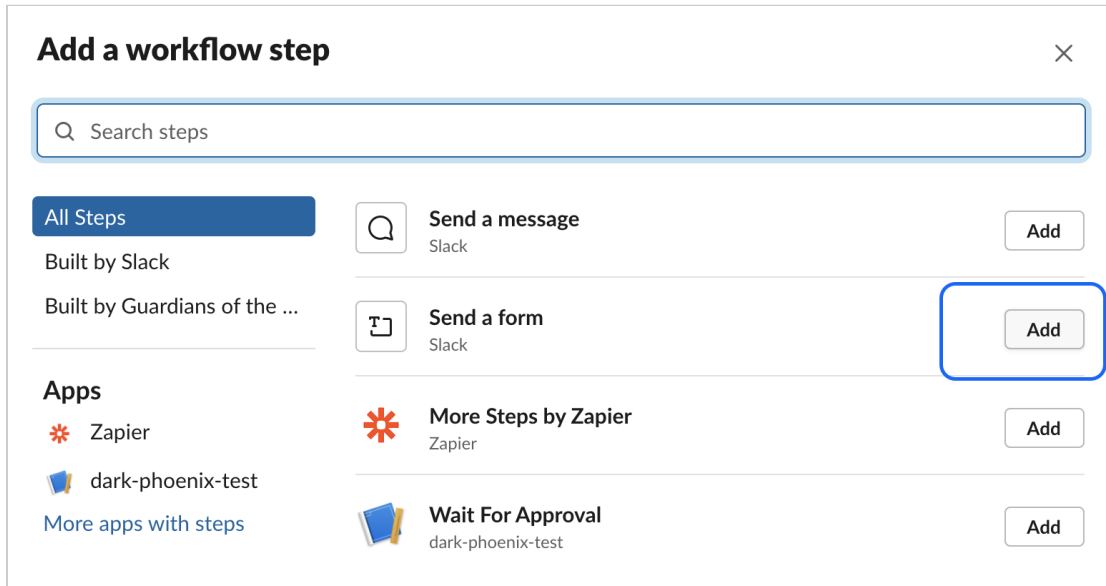 Add a workflow step
Search steps
All Steps
Built by Slack
Built by Guardians of the ...
Apps
Zapier
dark-phoenix-test
More apps with steps
Send a message
Slack
Add
Send a form
Slack
Add
More Steps by Zapier
Zapier
Add
Wait For Approval
dark-phoenix-test
Add